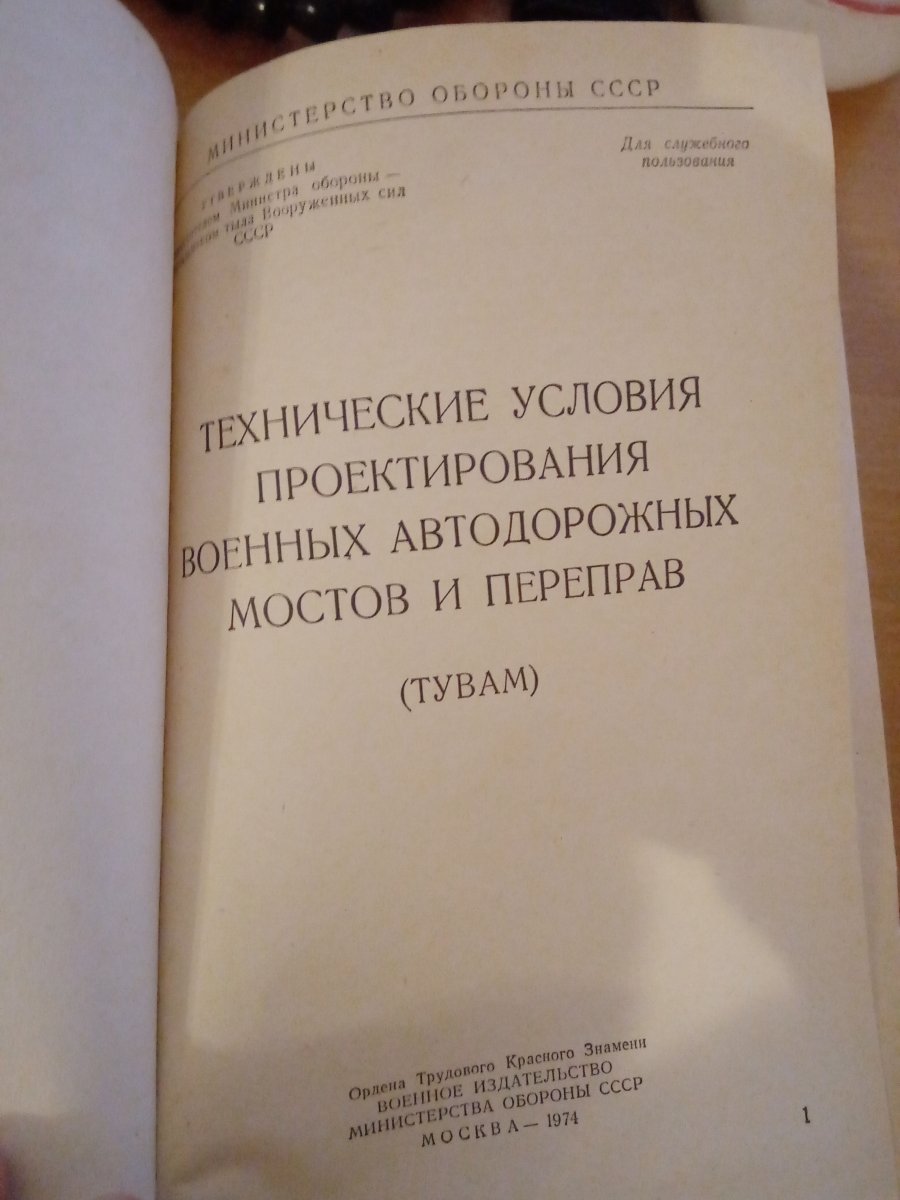 МИНИСТЕРСТВО ОБОРОНЫ СССР
Для служебного
пользования
Министра обороны —
тыла Вооруженных сил
СССР
ТЕХНИЧЕСКИЕ УСЛОВИЯ
ПРОЕКТИРОВАНИЯ
ВОЕННЫХ АВТОДОРОЖНЫХ
МОСТОВ И ПЕРЕПРАВ
(ТУВАМ)
Ордена Трудового Красного Знамени
ВОЕННОЕ ИЗДАТЕЛЬСТВО
МИНИСТЕРСТВА ОБОРОНЫ СССР
МОСКВА — 1974
1